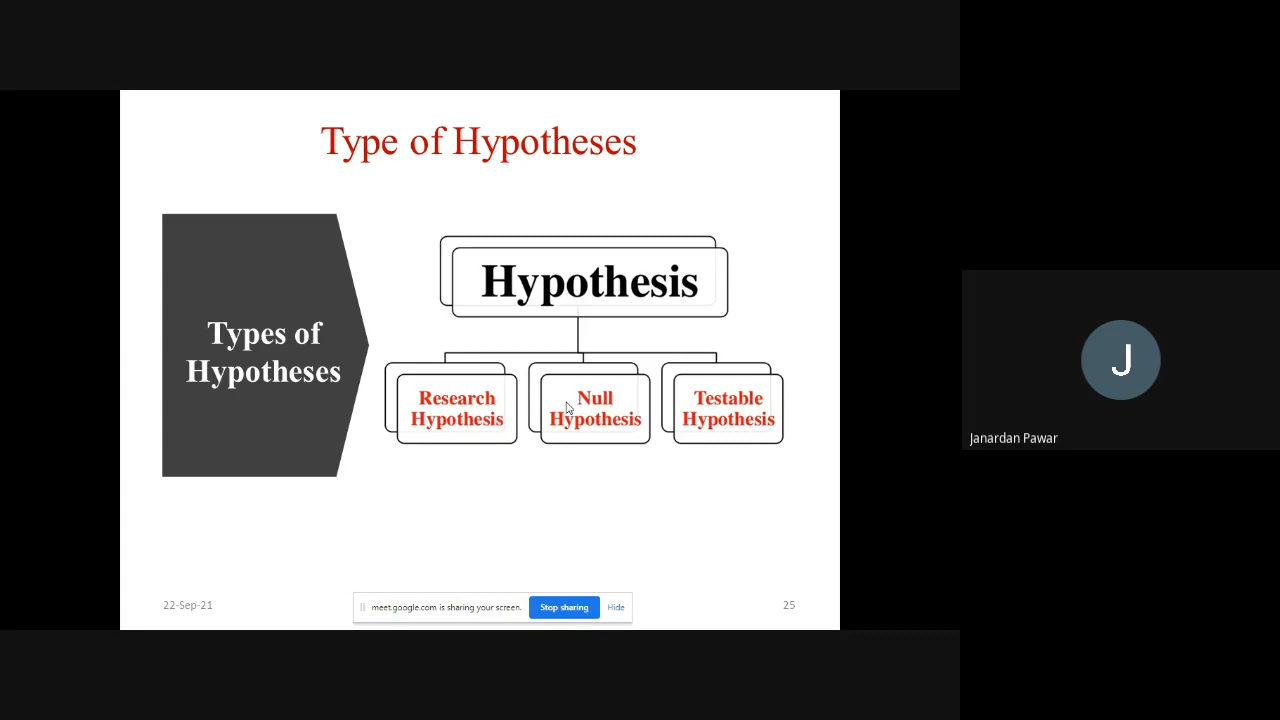 Type of Hypotheses
Types of
Hypotheses
Hypothesis
Research
Hypothesis
Null
Hypothesis
Testable
Hypothesis
22-Sep-21
meet.google.com is sharing your screen.
Stop sharing
Hide
25
J
Janardan Pawar